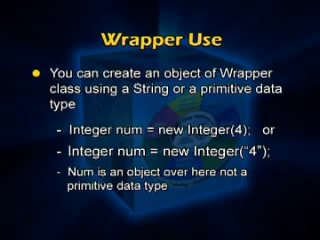 Wrapper Use
You can create an object of Wrapper
class using a String or a primitive data
type
- Integer num = new Integer(4);   or
- Integer num = new Integer(“4”);
- Num is an object over here not a
primitive data type